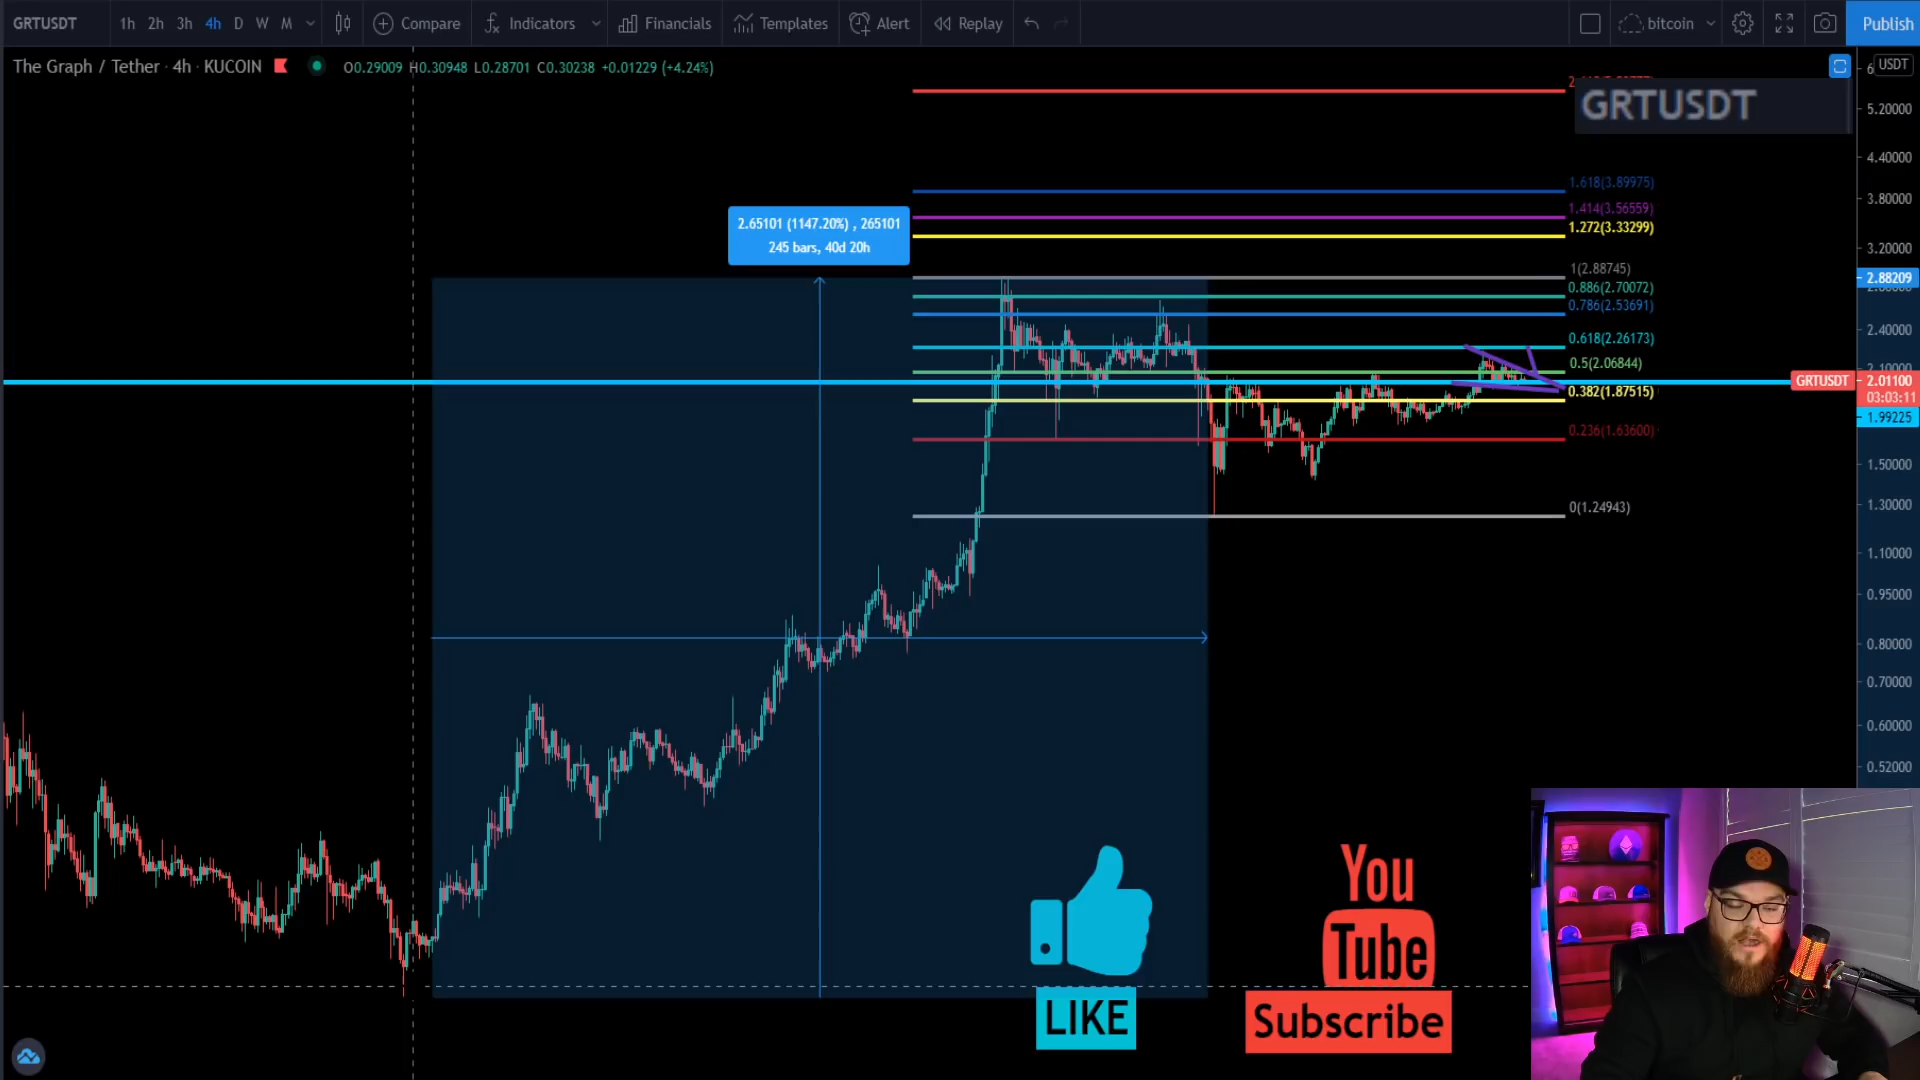 GRTUSDT 1h 2h 3h 4h D W M Compare Indicators Financials Templates Alert Replay bitcoin Publish
The Graph / Tether · 4h · KUCOIN O0.29009 H0.30948 L0.28701 C0.30238 +0.01229 (+4.24%)
USDT
GRTUSDT
5.20000
4.40000
1.618(3.89975)
3.80000
1.414(3.56559)
2.65101 (1147.20%) , 265101
1.272(3.33299)
245 bars, 40d 20h
3.20000
1(2.88745)
2.88209
0.886(2.70072)
0.786(2.53691)
2.40000
0.618(2.26173)
0.5(2.06844)
2.10000
GRTUSDT 2.01100
0.382(1.87515)
03:03:11
1.99225
0.236(1.63600)
1.50000
1.30000
0(1.24943)
1.10000
0.95000
0.80000
0.70000
0.60000
0.52000
You
Tube
LIKE
Subscribe